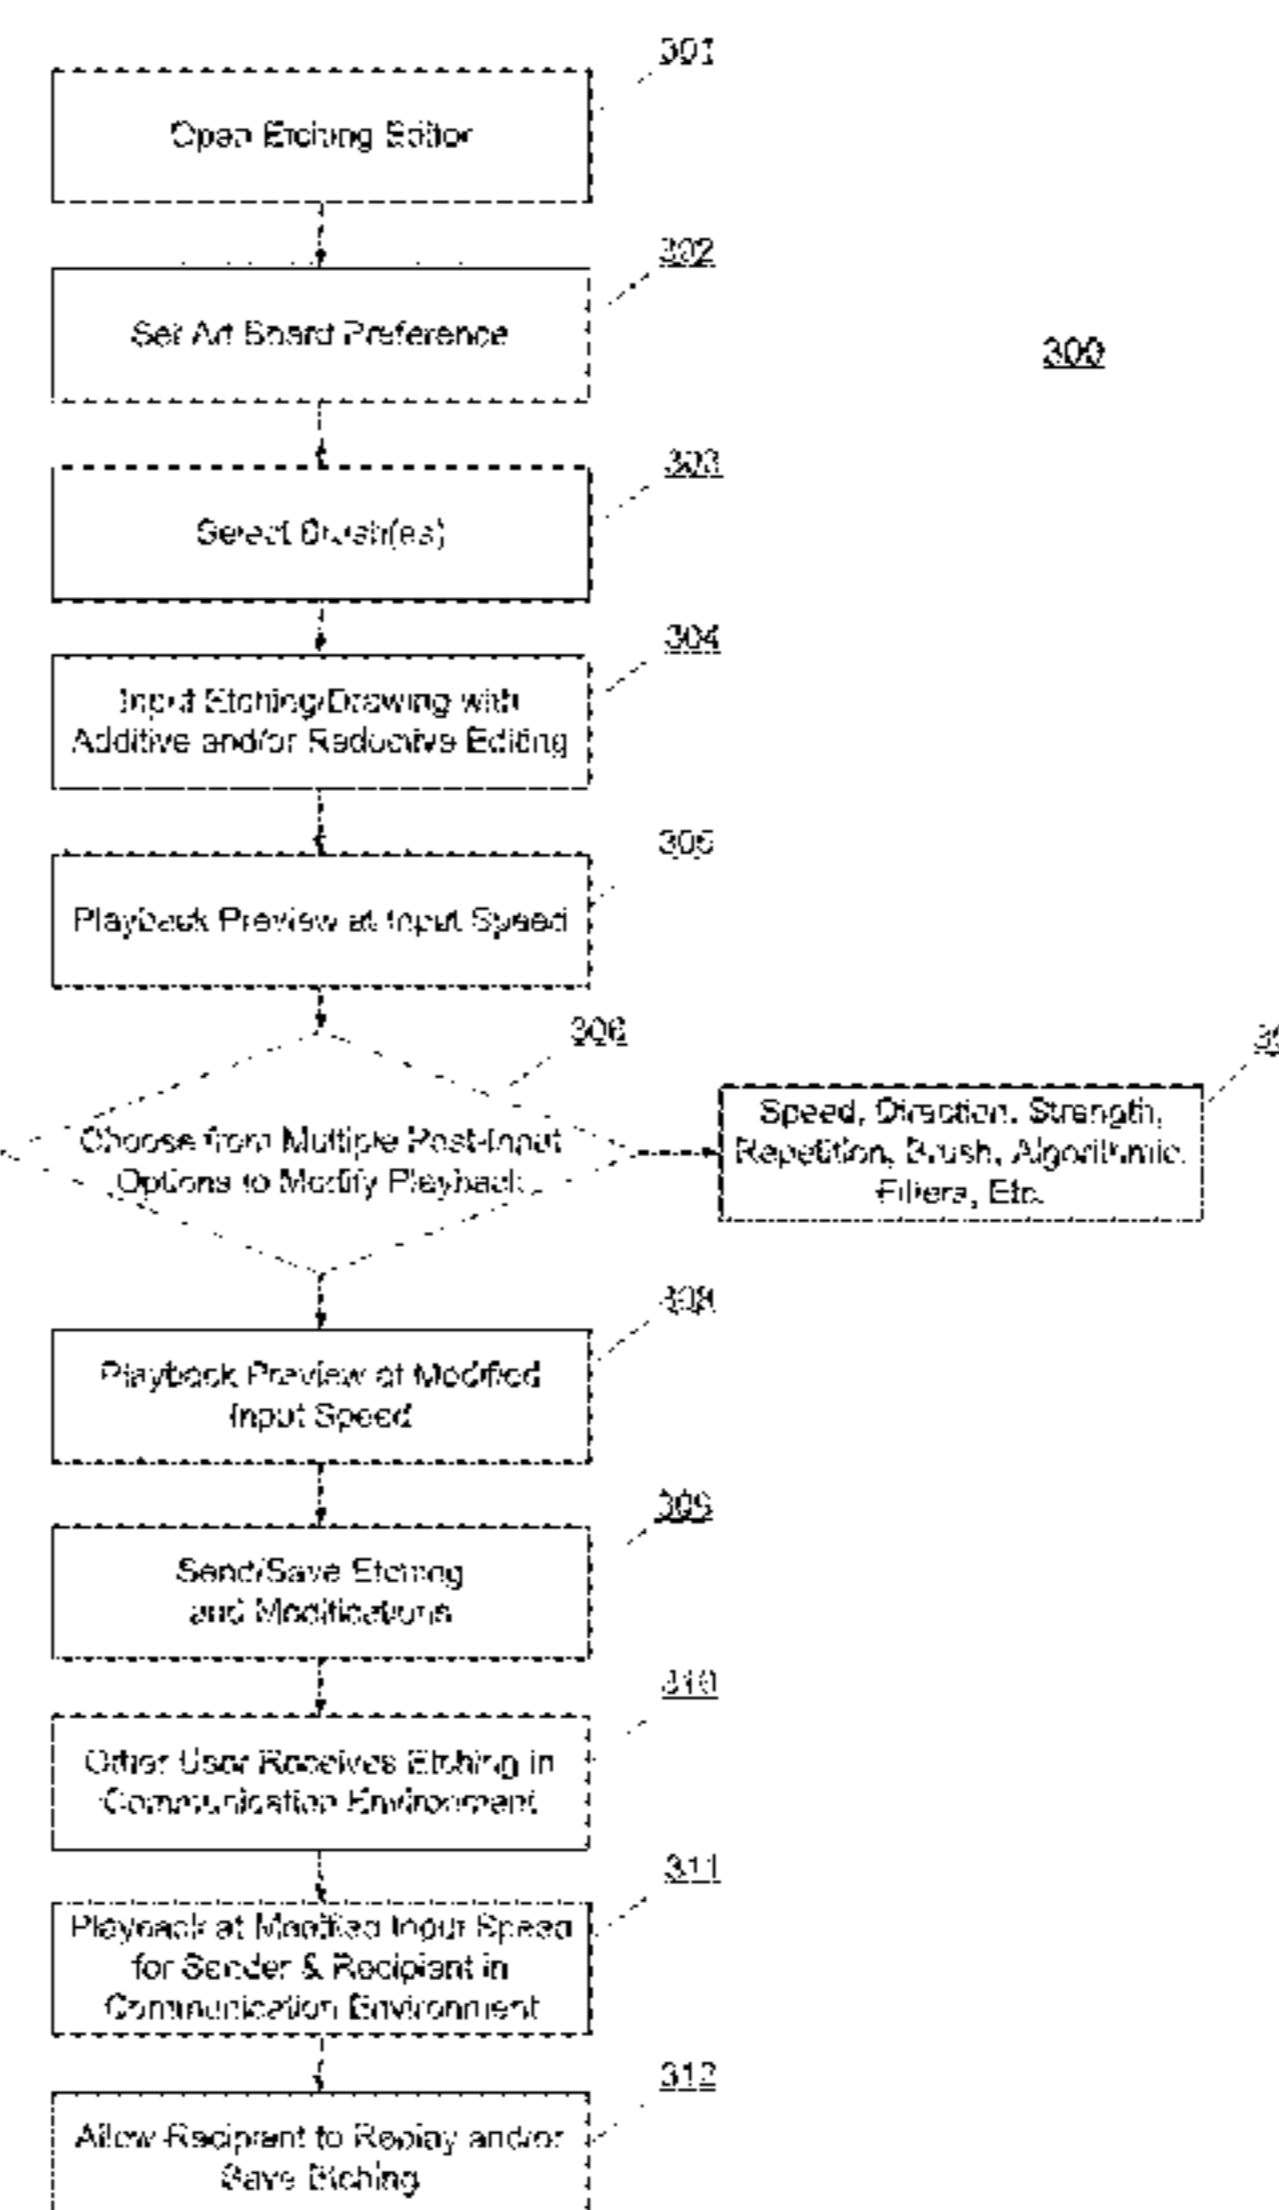 301
Open Etching Editor
302
Set Art Board Preference
300
303
Select Brush(es)
304
Input Etching/Drawing with
Additive and/or Reductive Editing
305
Playback Preview at Input Speed
306
Choose from Multiple Post-Input
Options to Modify Playback
Speed, Direction, Strength,
Repetition, Brush, Algorithmic
Filters, Etc.
308
Playback Preview at Modified
Input Speed
309
Send/Save Etching
and Modifications
310
Other User Receives Etching in
Communication Environment
311
Playback at Modified Input Speed
for Sender & Recipient in
Communication Environment
312
Allow Recipient to Replay and/or
Save Etching